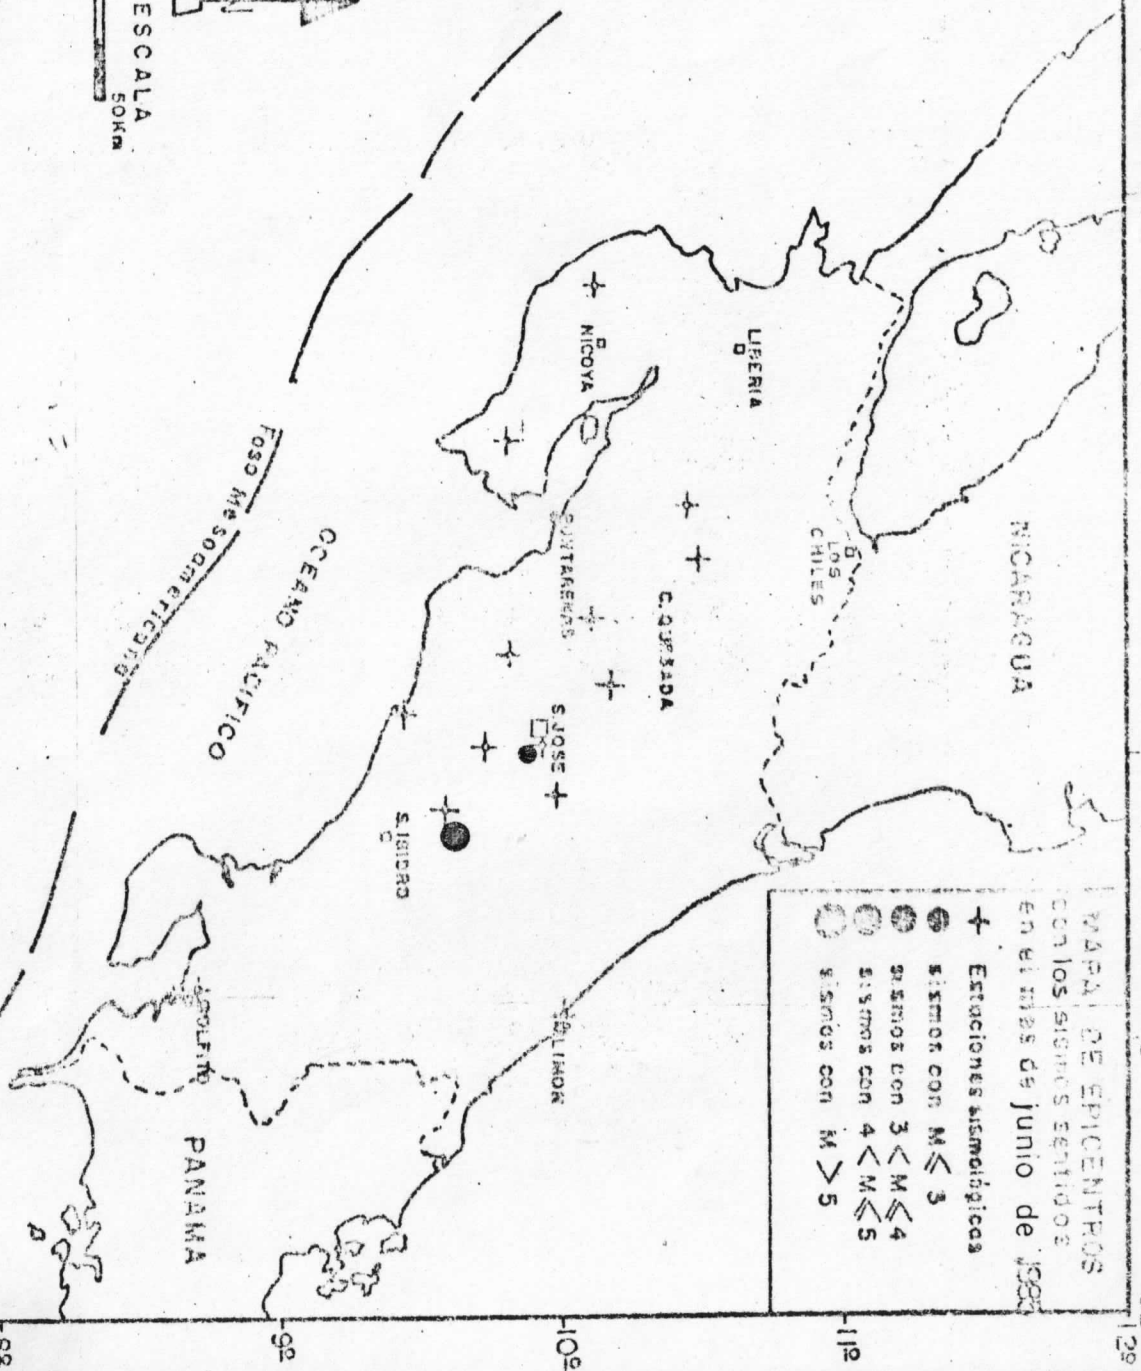 MAPA DE EPICENTROS
con los sismos sentidos
en el mes de junio de
Estaciones sismológicas
sismos con M ⩽ 3
sismos con 3 < M ⩽ 4
sismos con 4 < M ⩽ 5
sismos con M > 5
NICARAGUA
LOS
CHILES
LIBERIA
NICOYA
C. QUESADA
PUNTARENAS
S. JOSE
S. ISIDRO
LIMON
GOLFITO
PANAMA
OCEANO PACIFICO
Foso Mesoamericano
ESCALA
50Km
12º
11º
10º
9º
8º